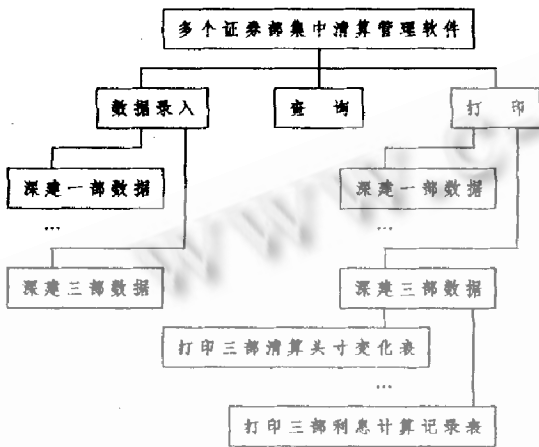 多个证券部集中清算管理软件
数据录入
查 询
打 印
深建一部数据
深建一部数据
...
...
深建三部数据
深建三部数据
打印三部清算头寸变化表
...
打印三部利息计算记录表